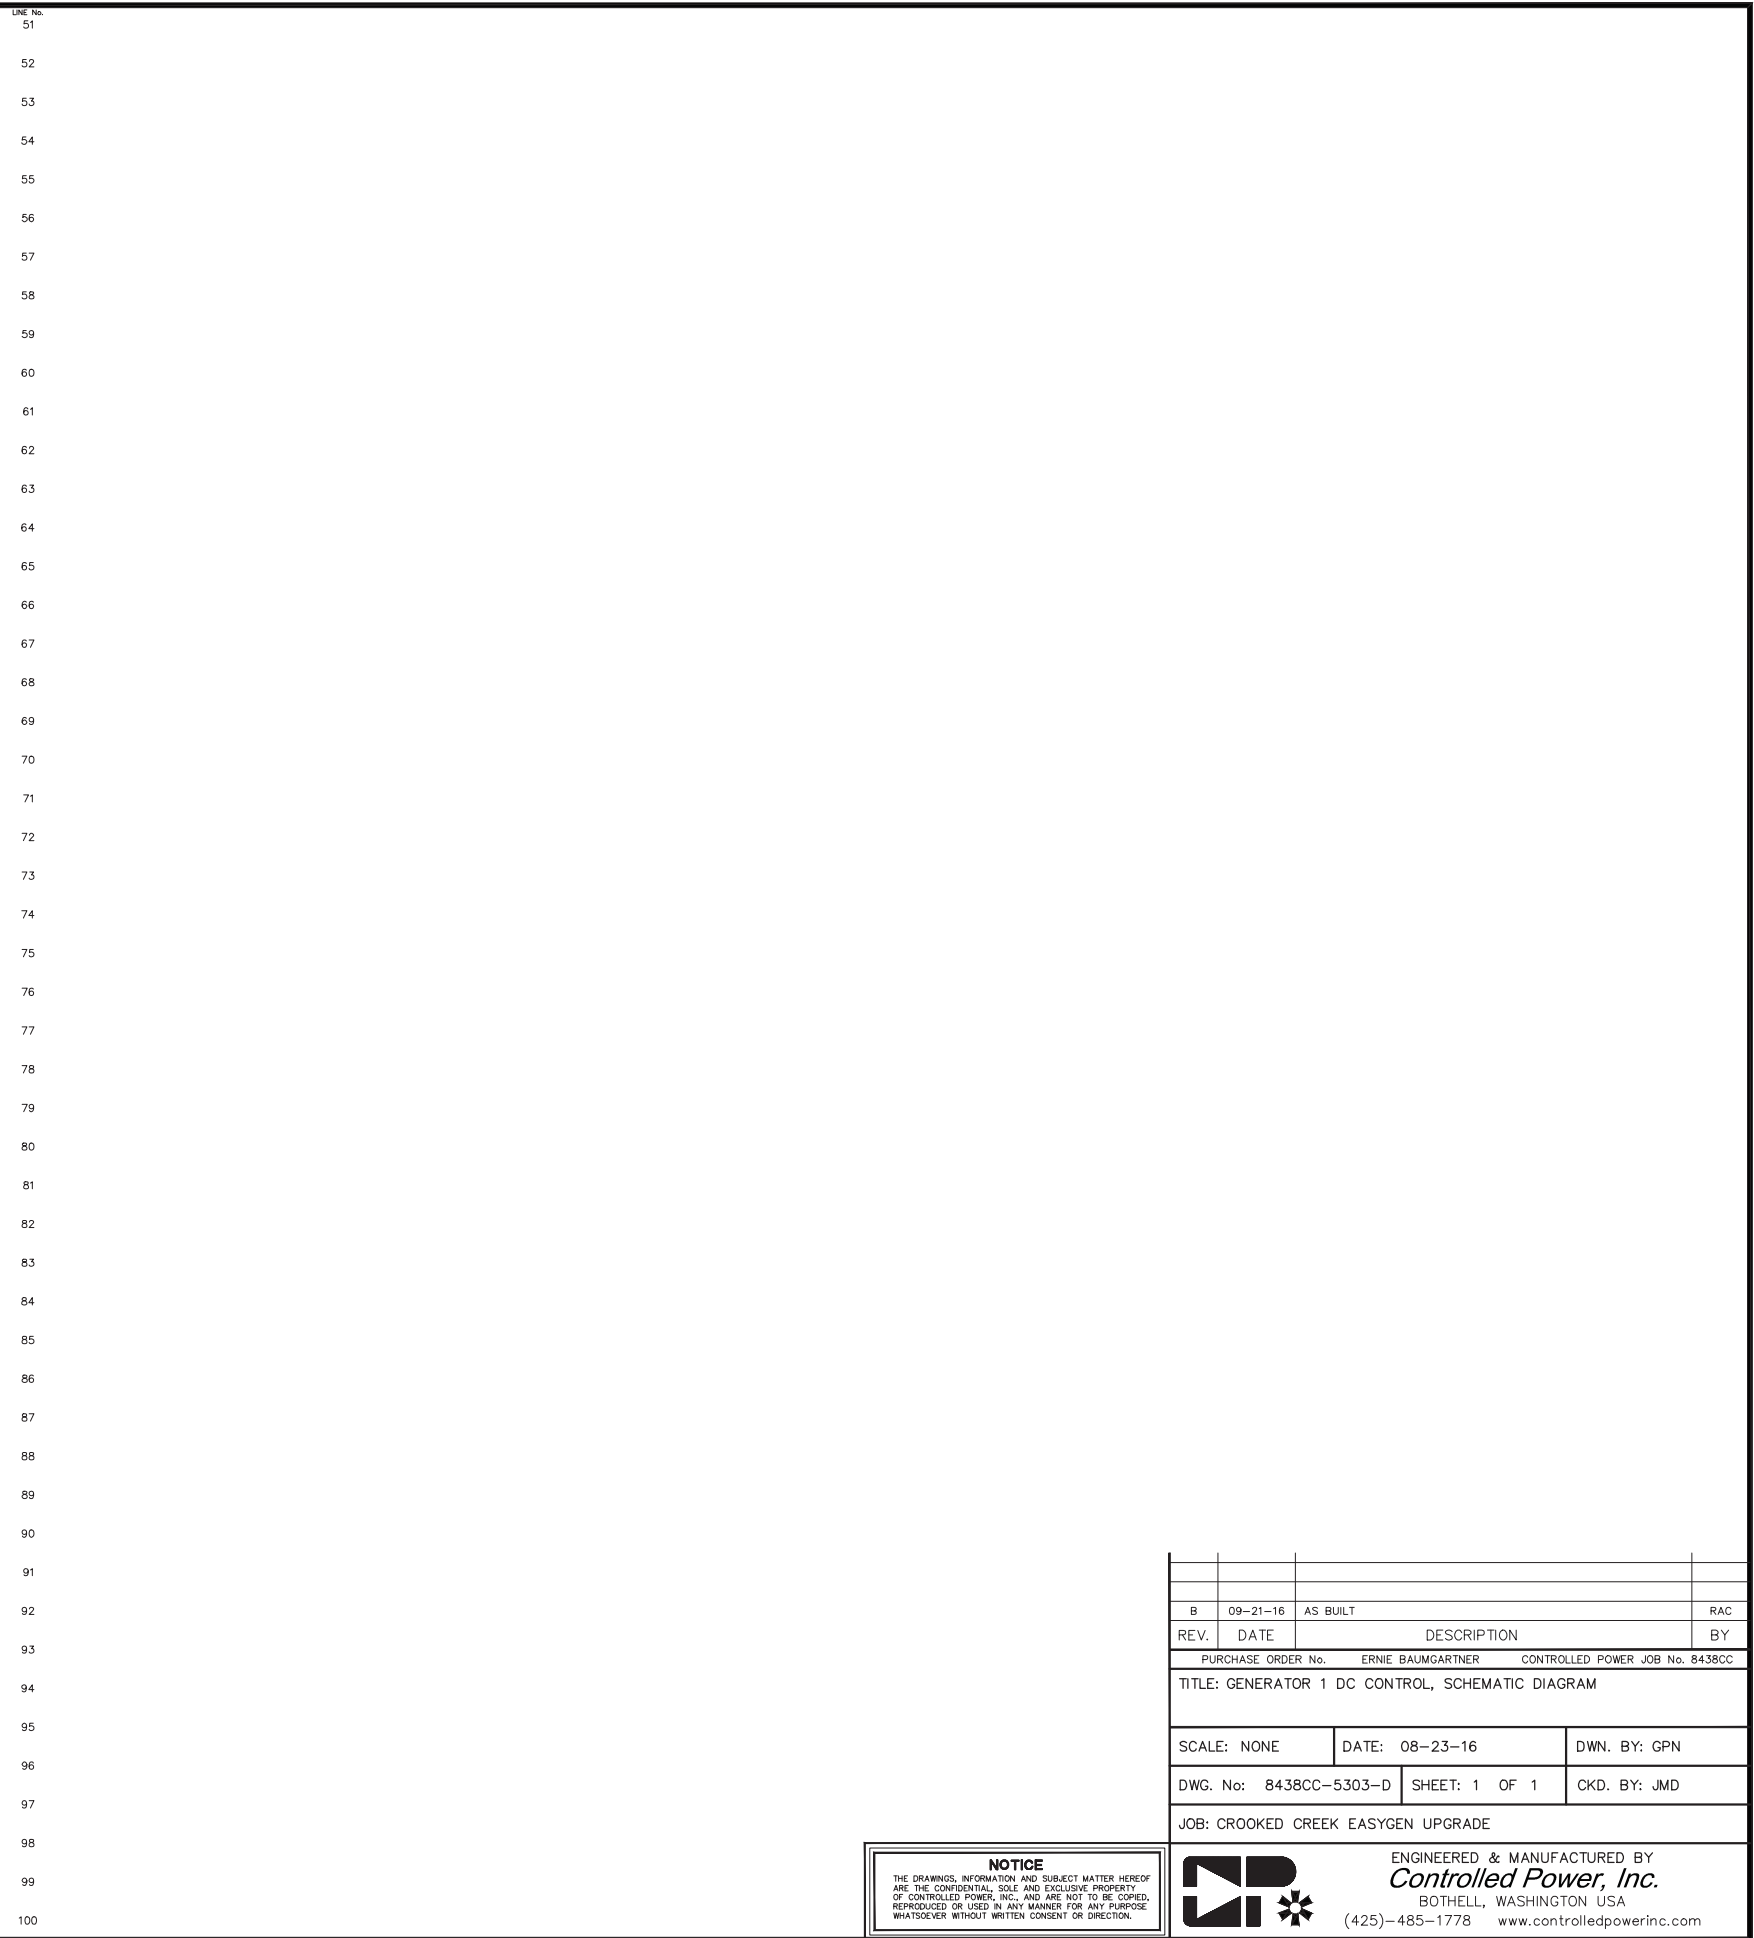 LINE No.
51
52
53
54
55
56
57
58
59
60
61
62
63
64
65
66
67
68
69
70
71
72
73
74
75
76
77
78
79
80
81
82
83
84
85
86
87
88
89
90
91
92
93
94
95
96
97
98
99
100
B 09-21-16 AS BUILT RAC
REV. DATE DESCRIPTION BY
PURCHASE ORDER No. ERNIE BAUMGARTNER CONTROLLED POWER JOB No. 8438CC
TITLE: GENERATOR 1 DC CONTROL, SCHEMATIC DIAGRAM
SCALE: NONE DATE: 08-23-16 DWN. BY: GPN
DWG. No: 8438CC-5303-D SHEET: 1 OF 1 CKD. BY: JMD
JOB: CROOKED CREEK EASYGEN UPGRADE
NOTICE
THE DRAWINGS, INFORMATION AND SUBJECT MATTER HEREOF
ARE THE CONFIDENTIAL, SOLE AND EXCLUSIVE PROPERTY
OF CONTROLLED POWER, INC., AND ARE NOT TO BE COPIED,
REPRODUCED OR USED IN ANY MANNER FOR ANY PURPOSE
WHATSOEVER WITHOUT WRITTEN CONSENT OR DIRECTION.
ENGINEERED & MANUFACTURED BY
Controlled Power, Inc.
BOTHELL, WASHINGTON USA
(425)-485-1778 www.controlledpowerinc.com